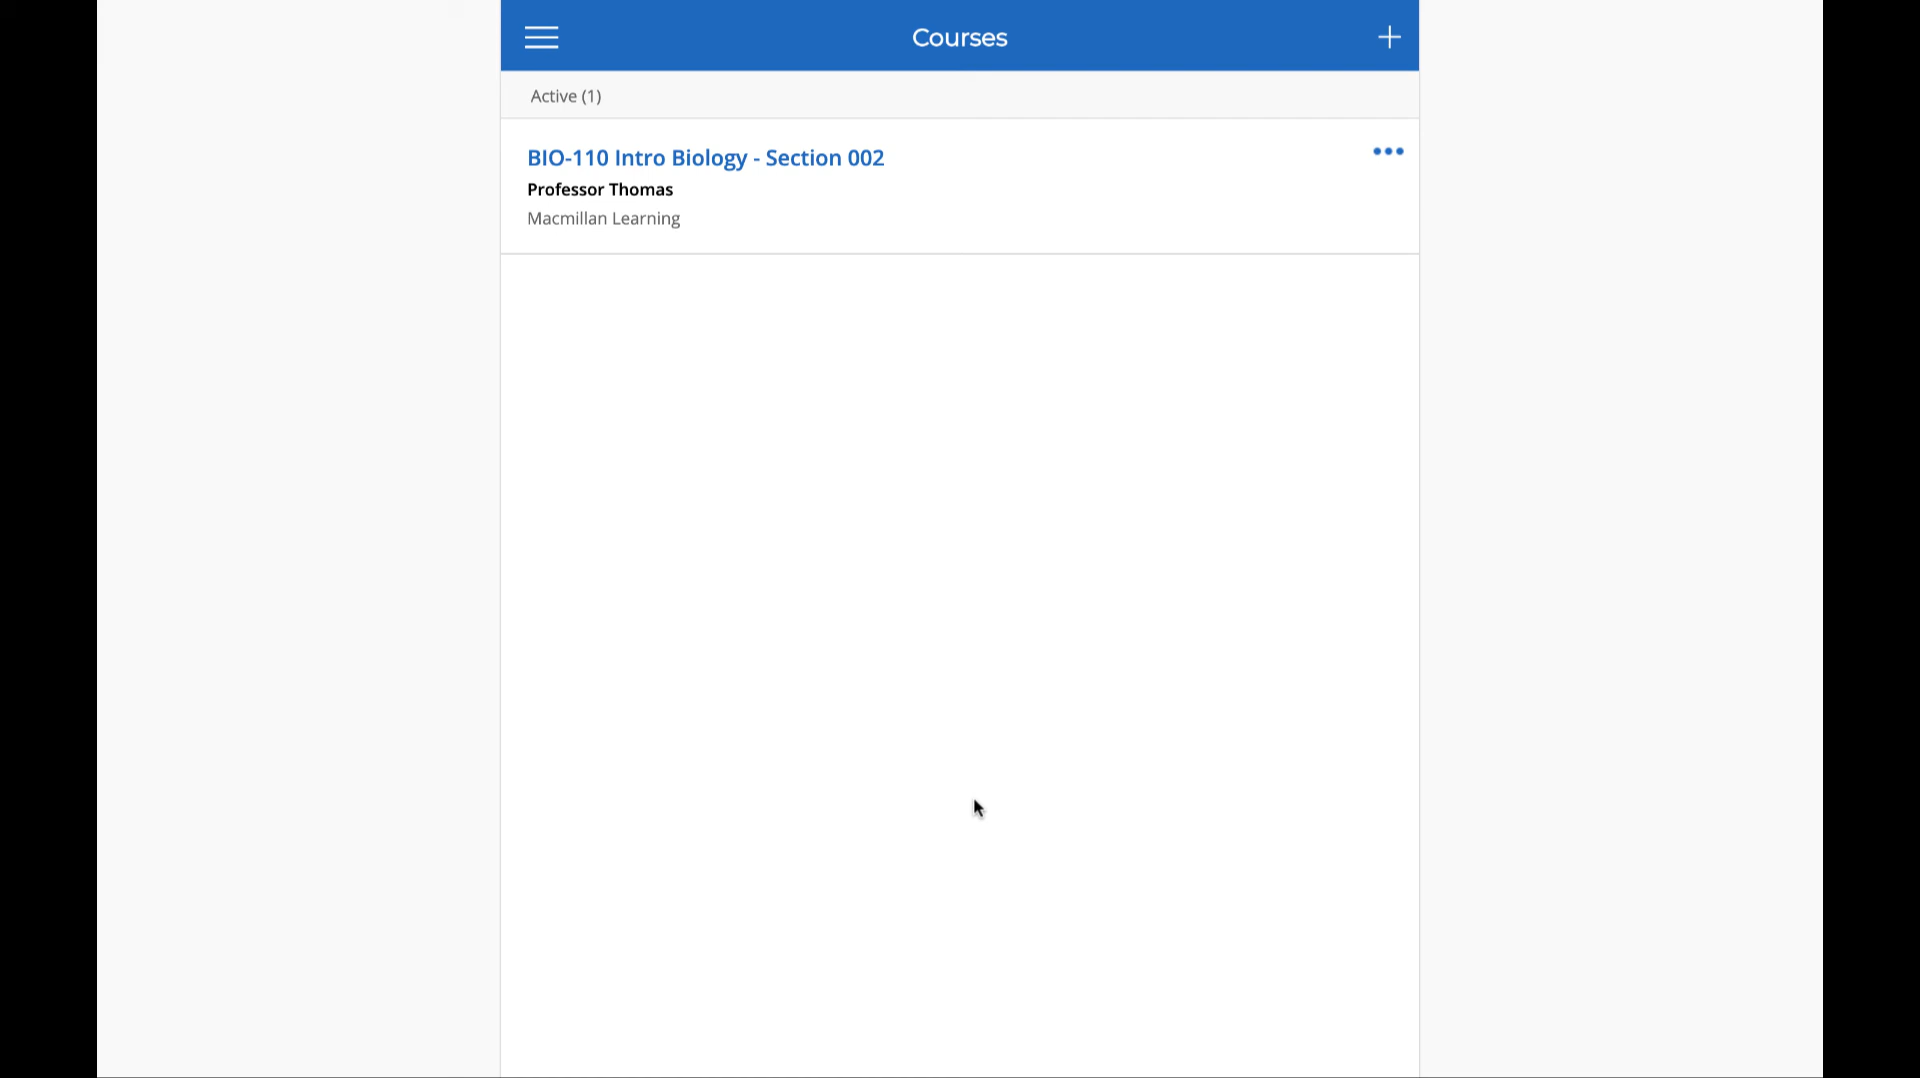 Courses
Active (1)
BIO-110 Intro Biology - Section 002
Professor Thomas
Macmillan Learning